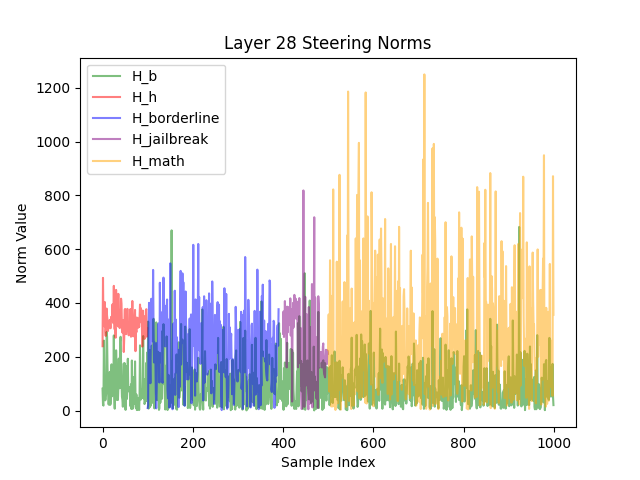 Layer 28 Steering Norms
H_b
H_h
H_borderline
H_jailbreak
H_math
1200
1000
800
600
400
200
0
Norm Value
0 200 400 600 800 1000
Sample Index